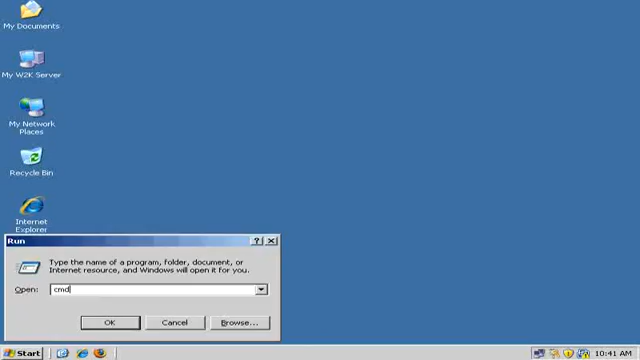 My Documents
My W2K Server
My Network
Places
Recycle Bin
Internet
Explorer
Run
Type the name of a program, folder, document, or
Internet resource, and Windows will open it for you.
Open:
cmd
OK
Cancel
Browse...
Start
10:41 AM